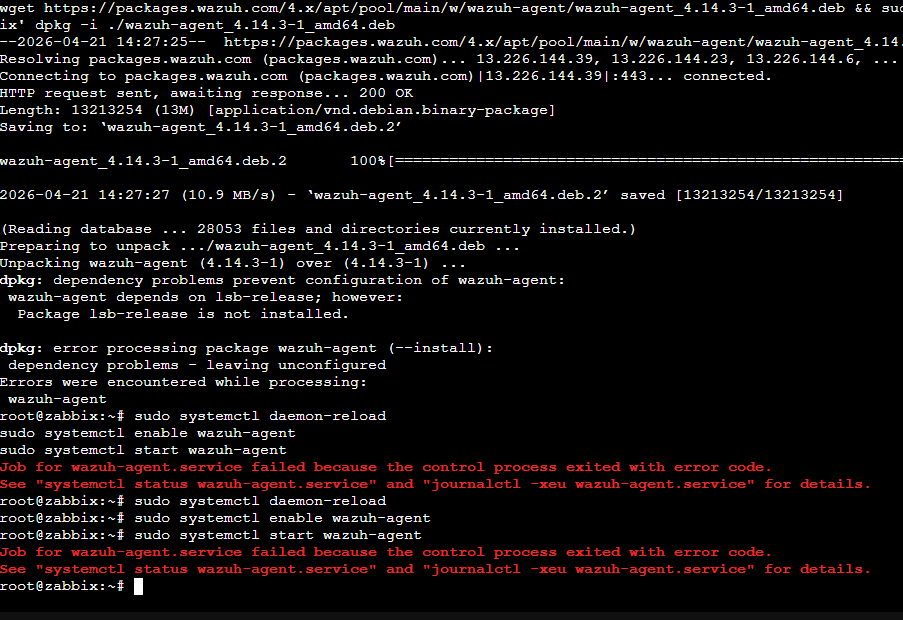 wget https://packages.wazuh.com/4.x/apt/pool/main/w/wazuh-agent/wazuh-agent_4.14.3-1_amd64.deb && sud
ix' dpkg -i ./wazuh-agent_4.14.3-1_amd64.deb
--2026-04-21 14:27:25--  https://packages.wazuh.com/4.x/apt/pool/main/w/wazuh-agent/wazuh-agent_4.14.
Resolving packages.wazuh.com (packages.wazuh.com)... 13.226.144.39, 13.226.144.23, 13.226.144.6, ...
Connecting to packages.wazuh.com (packages.wazuh.com)|13.226.144.39|:443... connected.
HTTP request sent, awaiting response... 200 OK
Length: 13213254 (13M) [application/vnd.debian.binary-package]
Saving to: ‘wazuh-agent_4.14.3-1_amd64.deb.2’
wazuh-agent_4.14.3-1_amd64.deb.2       100%[=========================================================
2026-04-21 14:27:27 (10.9 MB/s) - ‘wazuh-agent_4.14.3-1_amd64.deb.2’ saved [13213254/13213254]
(Reading database ... 28053 files and directories currently installed.)
Preparing to unpack .../wazuh-agent_4.14.3-1_amd64.deb ...
Unpacking wazuh-agent (4.14.3-1) over (4.14.3-1) ...
dpkg: dependency problems prevent configuration of wazuh-agent:
 wazuh-agent depends on lsb-release; however:
  Package lsb-release is not installed.
dpkg: error processing package wazuh-agent (--install):
 dependency problems - leaving unconfigured
Errors were encountered while processing:
 wazuh-agent
root@zabbix:~# sudo systemctl daemon-reload
sudo systemctl enable wazuh-agent
sudo systemctl start wazuh-agent
Job for wazuh-agent.service failed because the control process exited with error code.
See "systemctl status wazuh-agent.service" and "journalctl -xeu wazuh-agent.service" for details.
root@zabbix:~# sudo systemctl daemon-reload
root@zabbix:~# sudo systemctl enable wazuh-agent
root@zabbix:~# sudo systemctl start wazuh-agent
Job for wazuh-agent.service failed because the control process exited with error code.
See "systemctl status wazuh-agent.service" and "journalctl -xeu wazuh-agent.service" for details.
root@zabbix:~#